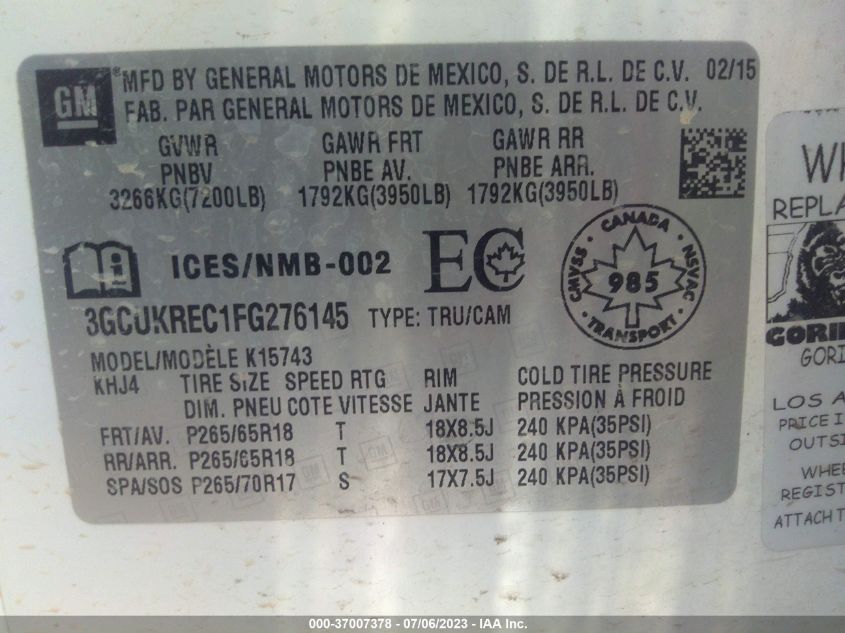 GM
® MFD BY GENERAL MOTORS DE MEXICO, S. DE R.L. DE C.V. 02/15
FAB. PAR GENERAL MOTORS DE MEXICO, S. DE R.L. DE C.V.
GVWR GAWR FRT GAWR RR
PNBV PNBE AV. PNBE ARR.
3266KG(7200LB) 1792KG(3950LB) 1792KG(3950LB)
i ICES/NMB-002 EC
CANADA
CMVSS 985 NSVAC
TRANSPORT
3GCUKREC1FG276145 TYPE: TRU/CAM
MODEL/MODÈLE K15743
KHJ4 TIRE SIZE SPEED RTG RIM COLD TIRE PRESSURE
DIM. PNEU COTE VITESSE JANTE PRESSION À FROID
FRT/AV. P265/65R18 T 18X8.5J 240 KPA(35PSI)
RR/ARR. P265/65R18 T 18X8.5J 240 KPA(35PSI)
SPA/SOS P265/70R17 S 17X7.5J 240 KPA(35PSI)
REPLA
GORI
LOS A
PRICE I
OUTSI
WHEE
REGIST
ATTACH T
000-37007378 - 07/06/2023 - IAA Inc.